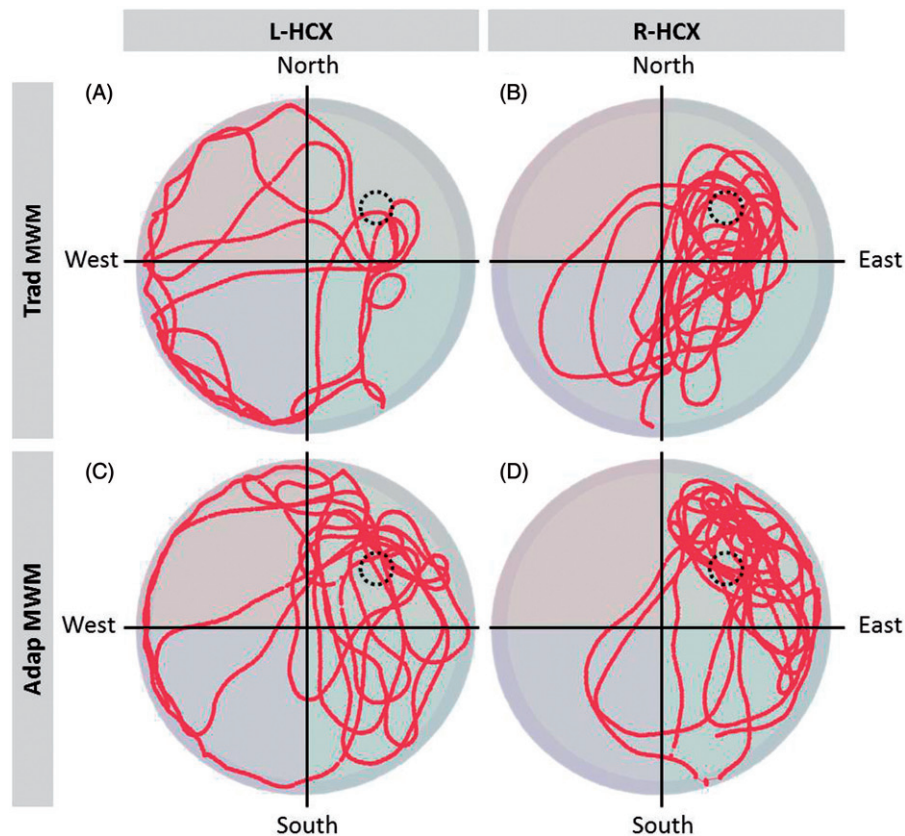 L-HCX
R-HCX
North
North
(A)
(B)
Trad MWM
West
East
(C)
(D)
Adap MWM
West
East
South
South